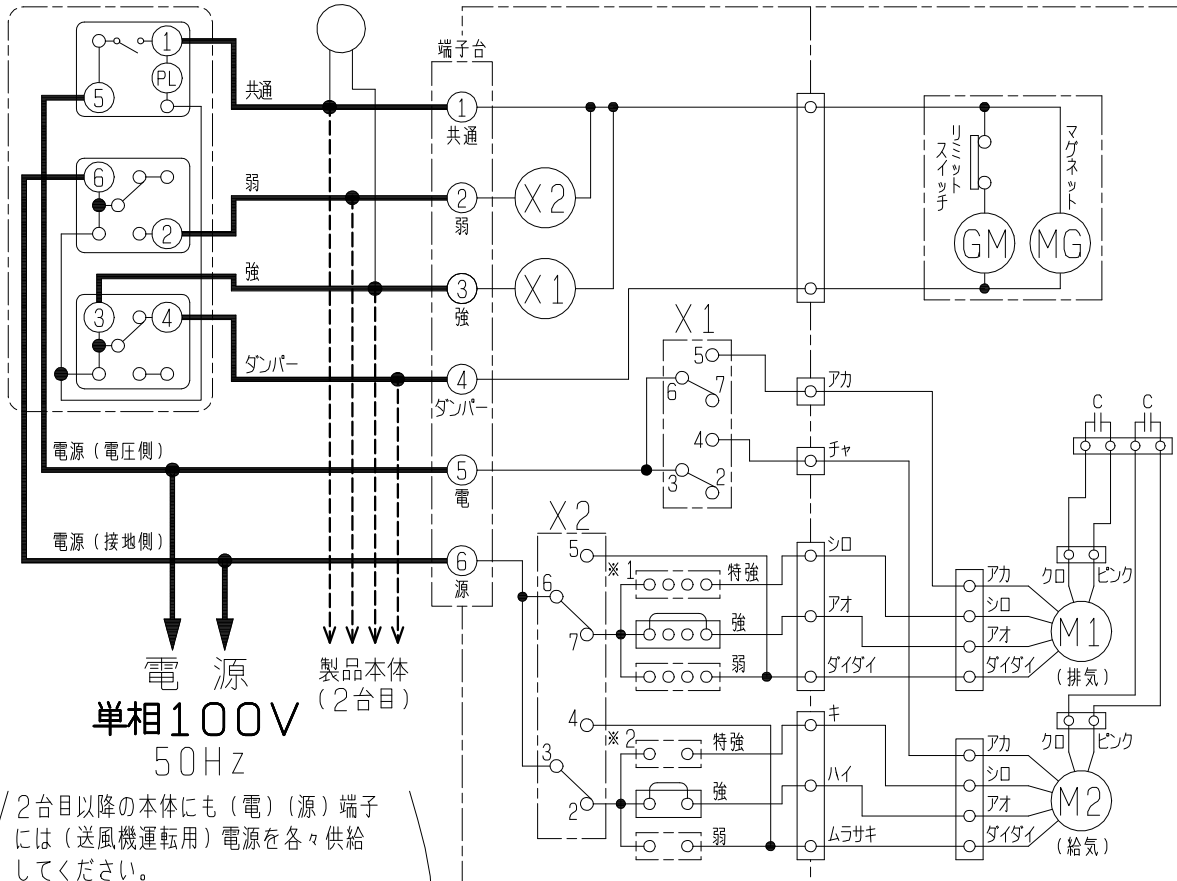 端子台
1
PL
5
共通
1
共通
6
2
弱
2
弱
X2
3
4
強
3
強
X1
ダンパー
4
ダンパー
リミット
スイッチ
マグネット
GM
MG
X1
5
6
7
4
3
2
アカ
チャ
C
C
電源(電圧側)
5
電
電源(接地側)
6
源
X2
5
6
7
4
3
2
※1
特強
強
弱
※2
特強
強
弱
シロ
アオ
ダイダイ
キ
ハイ
ムラサキ
アカ
シロ
アオ
ダイダイ
クロ
ピンク
M1
(排気)
アカ
シロ
アオ
ダイダイ
クロ
ピンク
M2
(給気)
電 源
単相100V
50Hz
製品本体
(2台目)
2台目以降の本体にも(電)(源)端子
には(送風機運転用)電源を各々供給
してください。